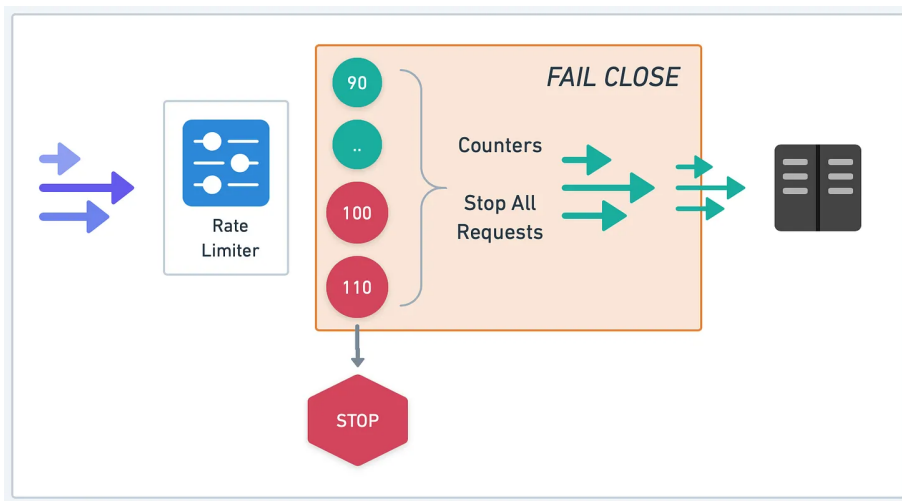 FAIL CLOSE
90
..
100
110
Rate
Limiter
Counters
Stop All
Requests
STOP